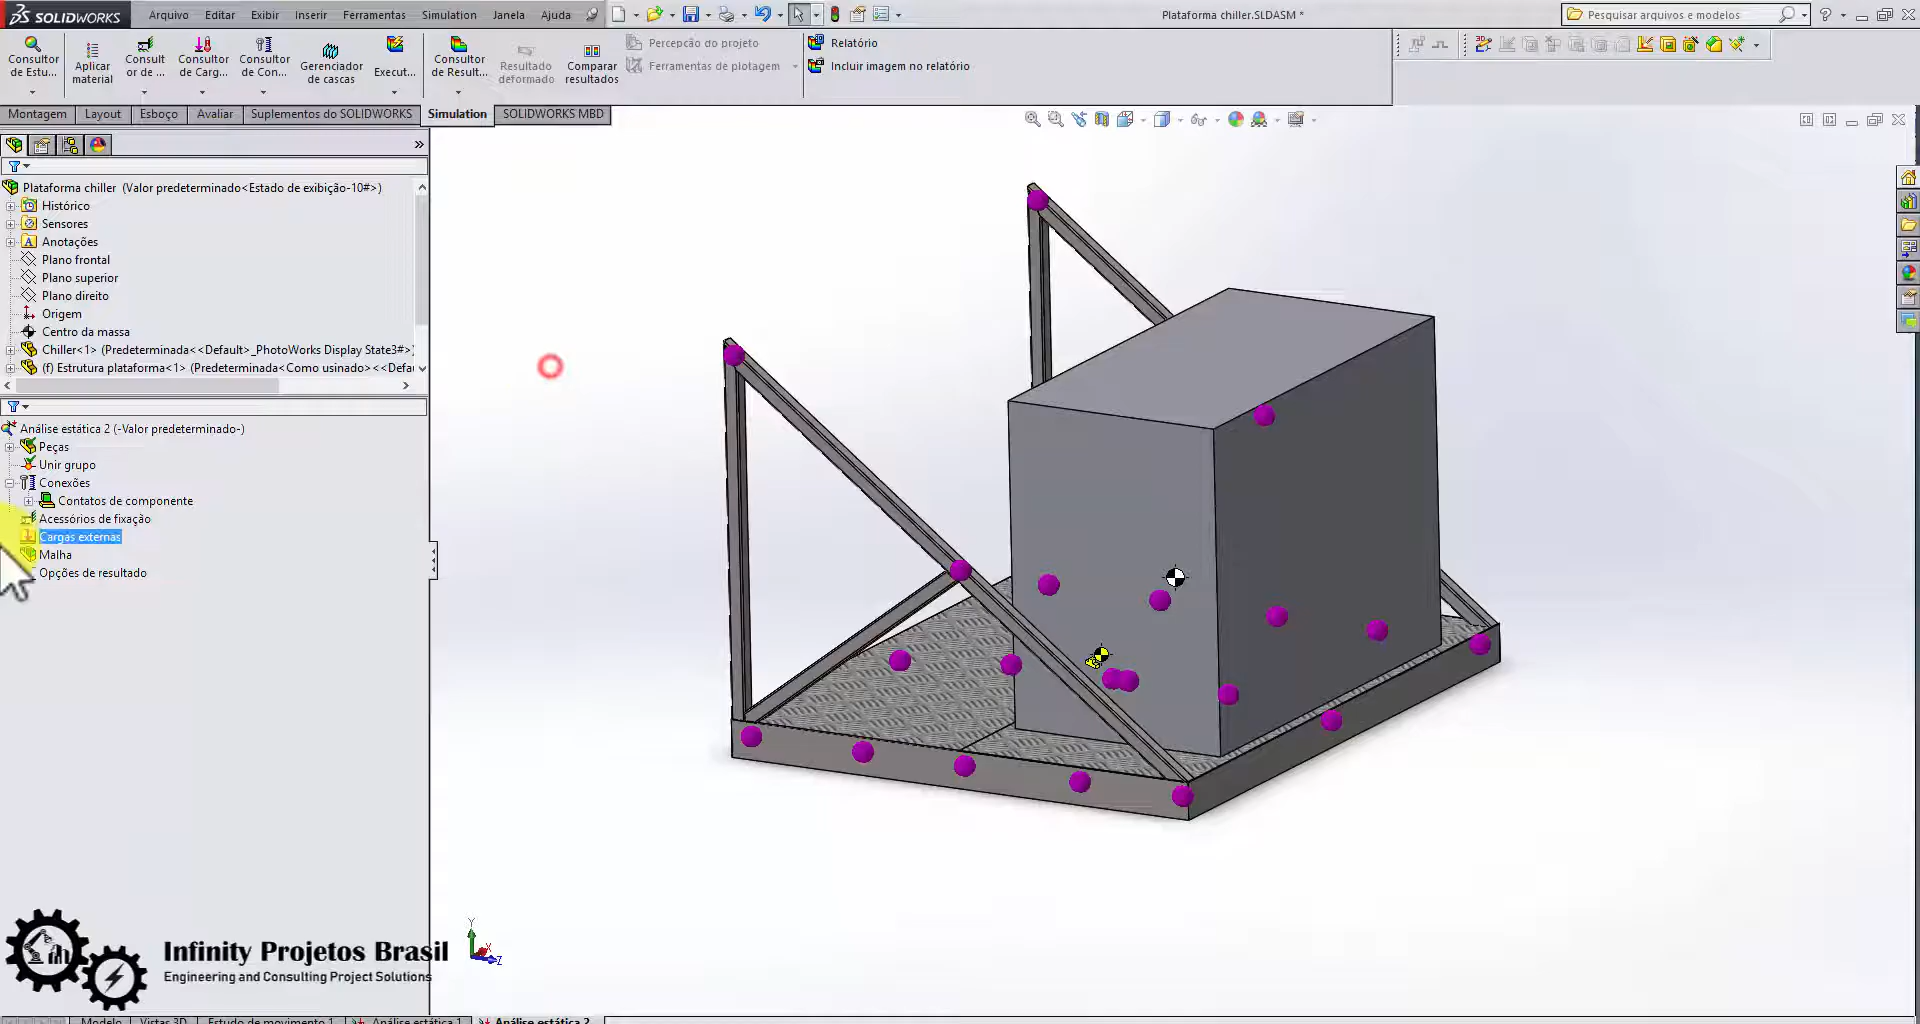 SOLIDWORKS
Arquivo Editar Exibir Inserir Ferramentas Simulation Janela Ajuda
Plataforma chiller.SLDASM *
Pesquisar arquivos e modelos
Consultor de Estu...
Aplicar material
Consult or de ...
Consultor de Carg...
Consultor de Con...
Gerenciador de cascas
Execut...
Consultor de Result...
Resultado deformado
Comparar resultados
Percepção do projeto
Ferramentas de plotagem
Relatório
Incluir imagem no relatório
Montagem Layout Esboço Avaliar Suplementos do SOLIDWORKS Simulation SOLIDWORKS MBD
Plataforma chiller (Valor predeterminado<Estado de exibição-10#>)
Histórico
Sensores
Anotações
Plano frontal
Plano superior
Plano direito
Origem
Centro da massa
Chiller<1> (Predeterminada<<Default>_PhotoWorks Display State3#>)
(f) Estrutura plataforma<1> (Predeterminada<Como usinado><<Defa
Análise estática 2 (-Valor predeterminado-)
Peças
Unir grupo
Conexões
Contatos de componente
Acessórios de fixação
Cargas externas
Malha
Opções de resultado
Infinity Projetos Brasil
Engineering and Consulting Project Solutions
Y
X
Z
Modelo Vistas 3D Estudo de movimento 1 Análise estática 1 Análise estática 2